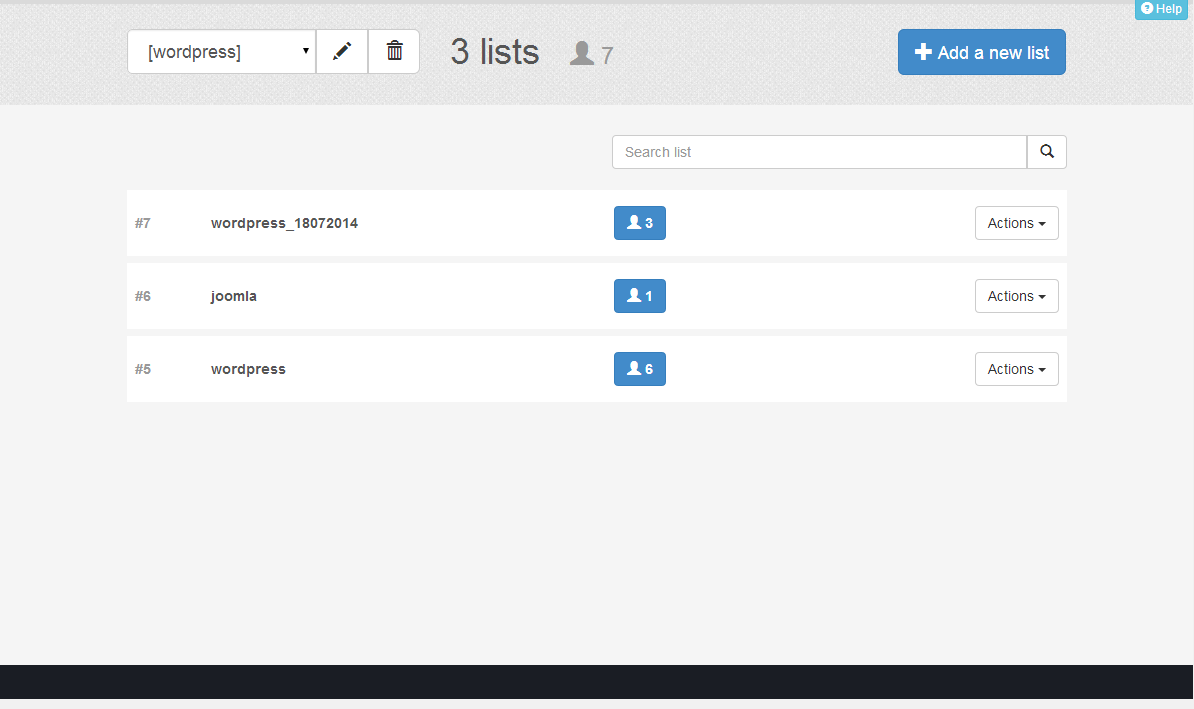 Help
[wordpress]
3 lists 7
Add a new list
Search list
#7 wordpress_18072014 3 Actions
#6 joomla 1 Actions
#5 wordpress 6 Actions